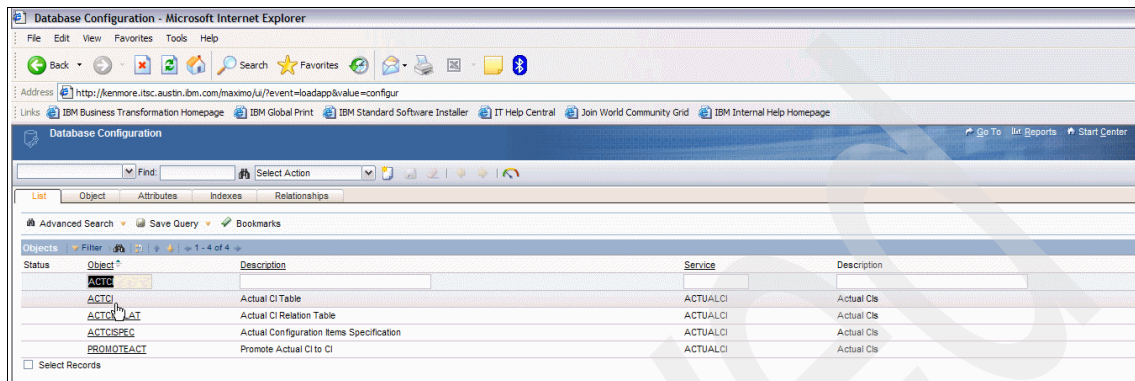 Database Configuration - Microsoft Internet Explorer
File Edit View Favorites Tools Help
Back Search Favorites
Address http://kenmore.itsc.austin.ibm.com/maximo/ui/?event=loadapp&value=configur
Links IBM Business Transformation Homepage IBM Global Print IBM Standard Software Installer IT Help Central Join World Community Grid IBM Internal Help Homepage
Database Configuration Go To Reports Start Center
Find: Select Action
List Object Attributes Indexes Relationships
Advanced Search Save Query Bookmarks
Objects Filter 1 - 4 of 4
Status Object Description Service Description
ACTCI
ACTCI Actual CI Table ACTUALCI Actual CIs
Actual CI Relation Table ACTUALCI Actual CIs
ACTCISPEC Actual Configuration Items Specification ACTUALCI Actual CIs
PROMOTEACT Promote Actual CI to CI ACTUALCI Actual CIs
Select Records